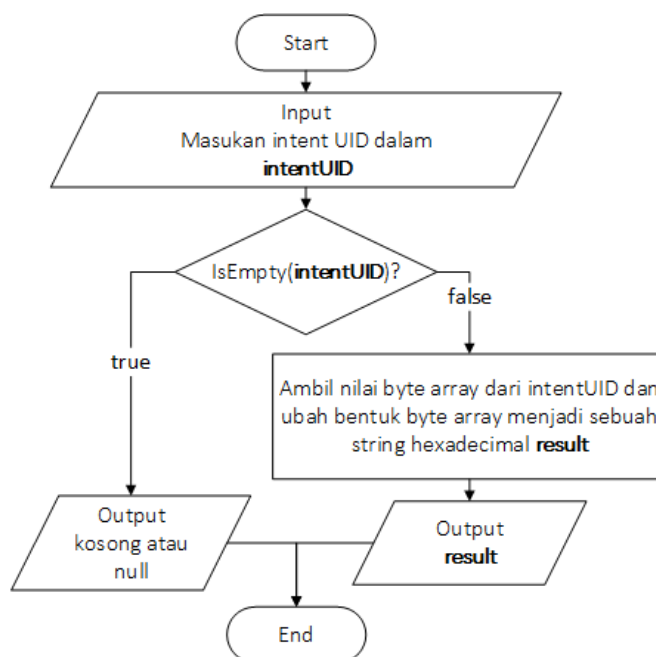 Start
Input
Masukan intent UID dalam
intentUID
IsEmpty(intentUID)?
false
true
Ambil nilai byte array dari intentUID dan
ubah bentuk byte array menjadi sebuah
string hexadecimal result
Output
kosong atau
null
Output
result
End